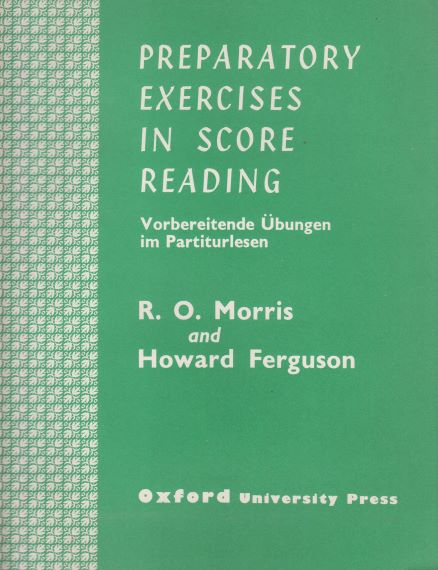 PREPARATORY
EXERCISES
IN SCORE
READING
Vorbereitende Übungen
im Partiturlesen
R. O. Morris
and
Howard Ferguson
Oxford University Press